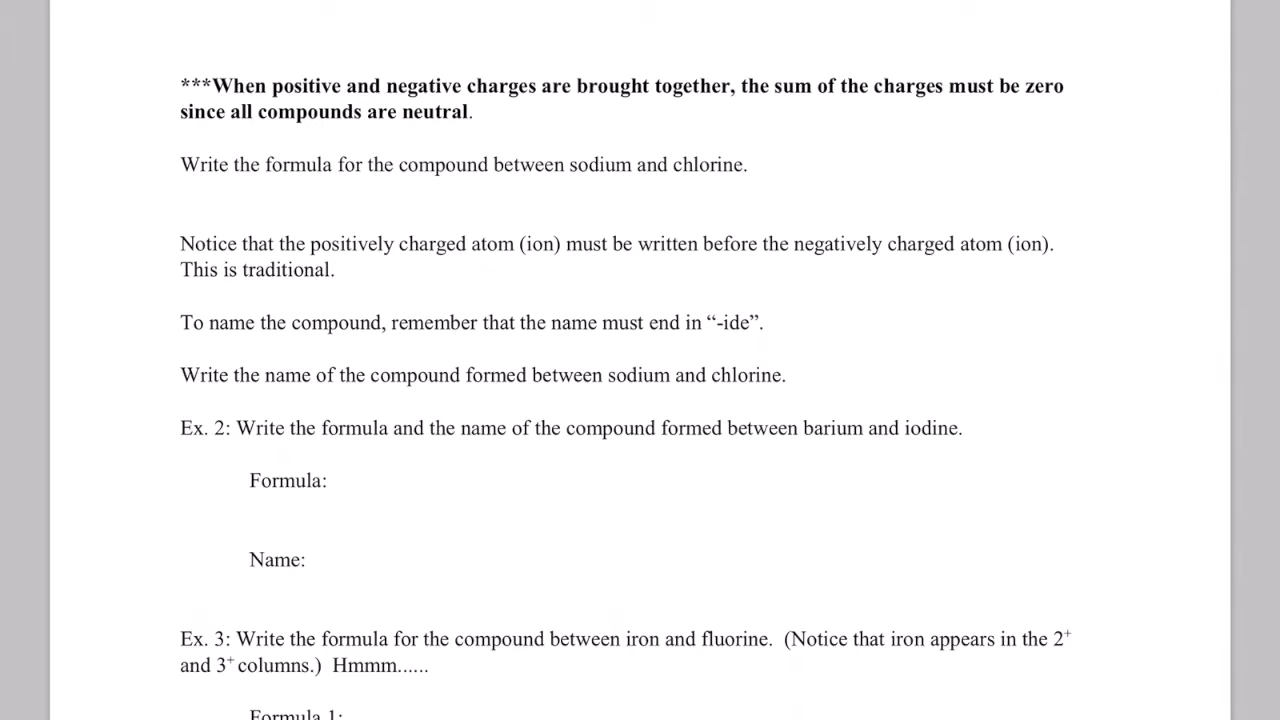 ***When positive and negative charges are brought together, the sum of the charges must be zero
since all compounds are neutral.
Write the formula for the compound between sodium and chlorine.
Notice that the positively charged atom (ion) must be written before the negatively charged atom (ion).
This is traditional.
To name the compound, remember that the name must end in “-ide”.
Write the name of the compound formed between sodium and chlorine.
Ex. 2: Write the formula and the name of the compound formed between barium and iodine.
Formula:
Name:
Ex. 3: Write the formula for the compound between iron and fluorine.  (Notice that iron appears in the 2⁺
and 3⁺ columns.)  Hmmm......
Formula 1: